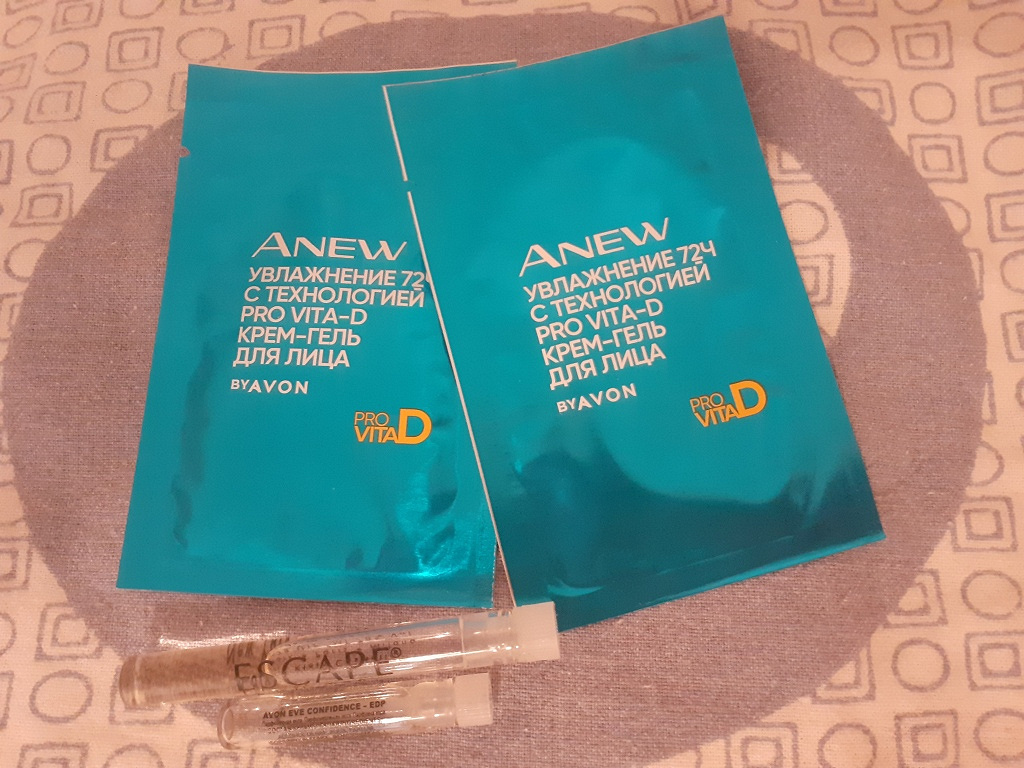 ANEW
УВЛАЖНЕНИЕ 72Ч
С ТЕХНОЛОГИЕЙ
PRO VITA-D
КРЕМ-ГЕЛЬ
ДЛЯ ЛИЦА
BY AVON
PRO
VITA D
ANEW
УВЛАЖНЕНИЕ 72Ч
С ТЕХНОЛОГИЕЙ
PRO VITA-D
КРЕМ-ГЕЛЬ
ДЛЯ ЛИЦА
BY AVON
PRO
VITA D
ESCAPE®
AVON EVE CONFIDENCE - EDP